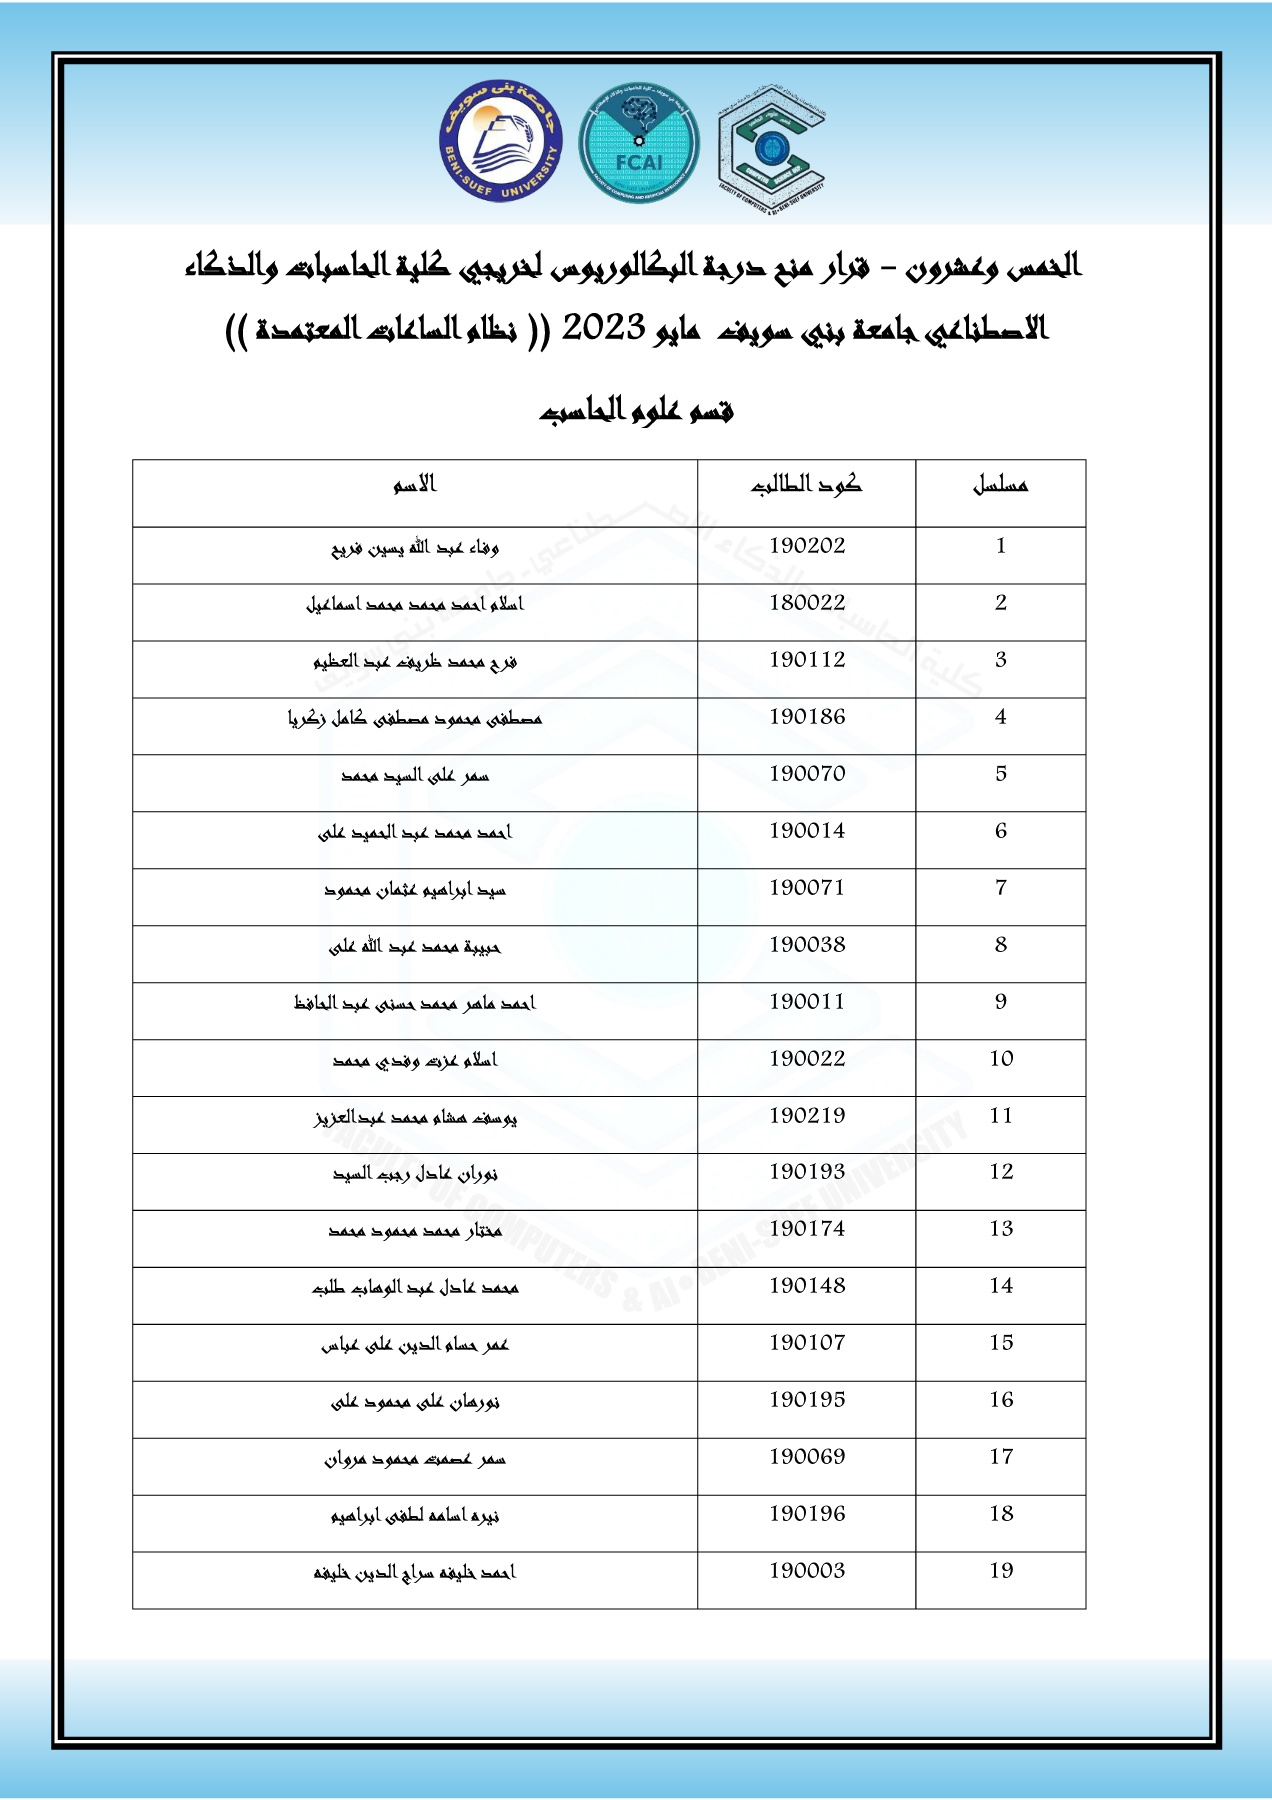 جامعة بنى سويف
BENI-SUEF UNIVERSITY
FCAI
FACULTY OF COMPUTERS & AI • BENI-SUEF UNIVERSITY
الخمس وعشرون - قرار منح درجة البكالوريوس لخريجي كلية الحاسبات والذكاء
الاصطناعي جامعة بني سويف مايو 2023 (( نظام الساعات المعتمدة ))
قسم علوم الحاسب
مسلسل كود الطالب الاسم
1 190202 وفاء عبد الله يسين فريح
2 180022 اسلام احمد محمد محمد اسماعيل
3 190112 فرح محمد ظريف عبد العظيم
4 190186 مصطفى محمود مصطفى كامل زكريا
5 190070 سمر على السيد محمد
6 190014 احمد محمد عبد الحميد على
7 190071 سيد ابراهيم عثمان محمود
8 190038 حبيبة محمد عبد الله على
9 190011 احمد ماهر محمد حسنى عبد الحافظ
10 190022 اسلام عزت وفدي محمد
11 190219 يوسف هشام محمد عبدالعزيز
12 190193 نوران عادل رجب السيد
13 190174 مختار محمد محمود محمد
14 190148 محمد عادل عبد الوهاب طلب
15 190107 عمر حسام الدين على عباس
16 190195 نورهان على محمود على
17 190069 سمر عصمت محمود مروان
18 190196 نيره اسامه لطفى ابراهيم
19 190003 احمد خليفه سراج الدين خليفه